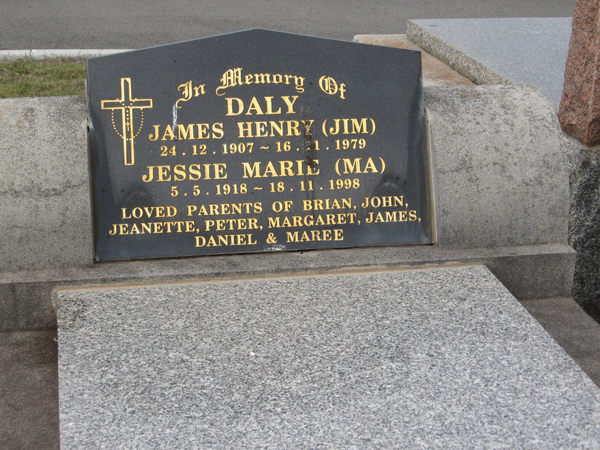 In Memory Of
DALY
JAMES HENRY (JIM)
24 . 12 . 1907 ~ 16 . 11 . 1979
JESSIE MARIE (MA)
5 . 5 . 1918 ~ 18 . 11 . 1998
LOVED PARENTS OF BRIAN, JOHN,
JEANETTE, PETER, MARGARET, JAMES,
DANIEL & MAREE